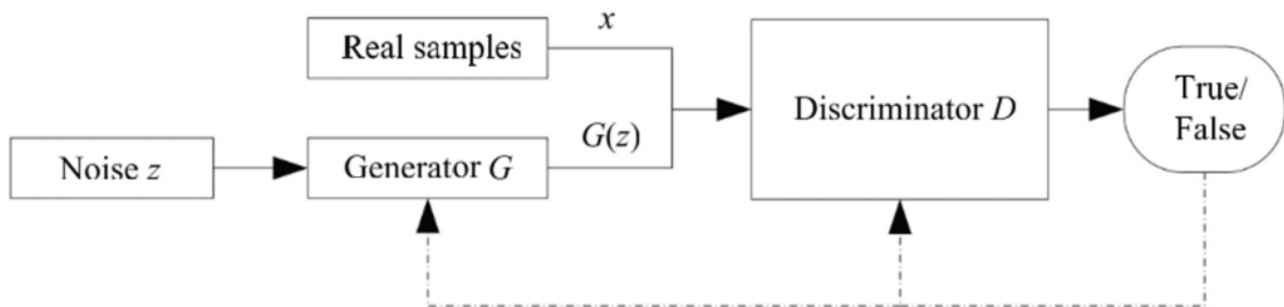 Real samples
x
Noise z
Generator G
G(z)
Discriminator D
True/
False